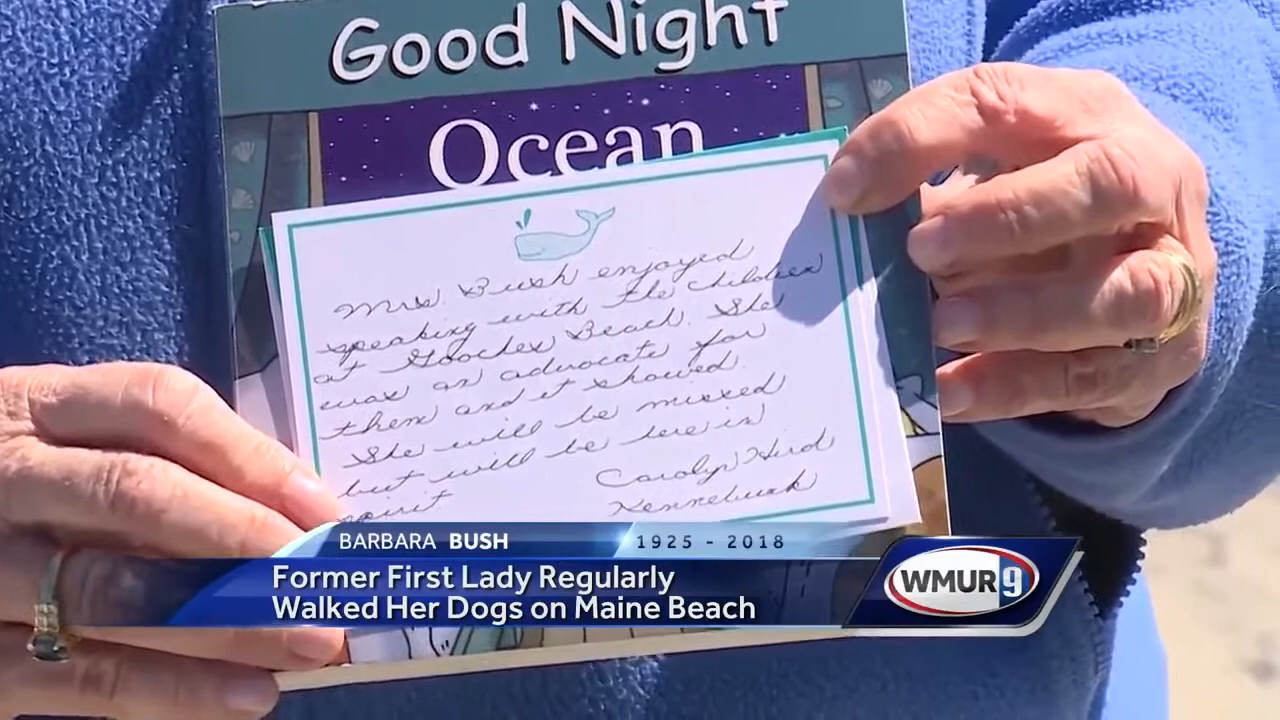 Good Night
Ocean
Mrs. Bush enjoyed
speaking with the children
at Gooches Beach. She
was an advocate for
them and it showed.
She will be missed
but will be here in
spirit
Carolyn Hurd
Kennebunk
BARBARA BUSH
1925 - 2018
Former First Lady Regularly
Walked Her Dogs on Maine Beach
WMUR 9